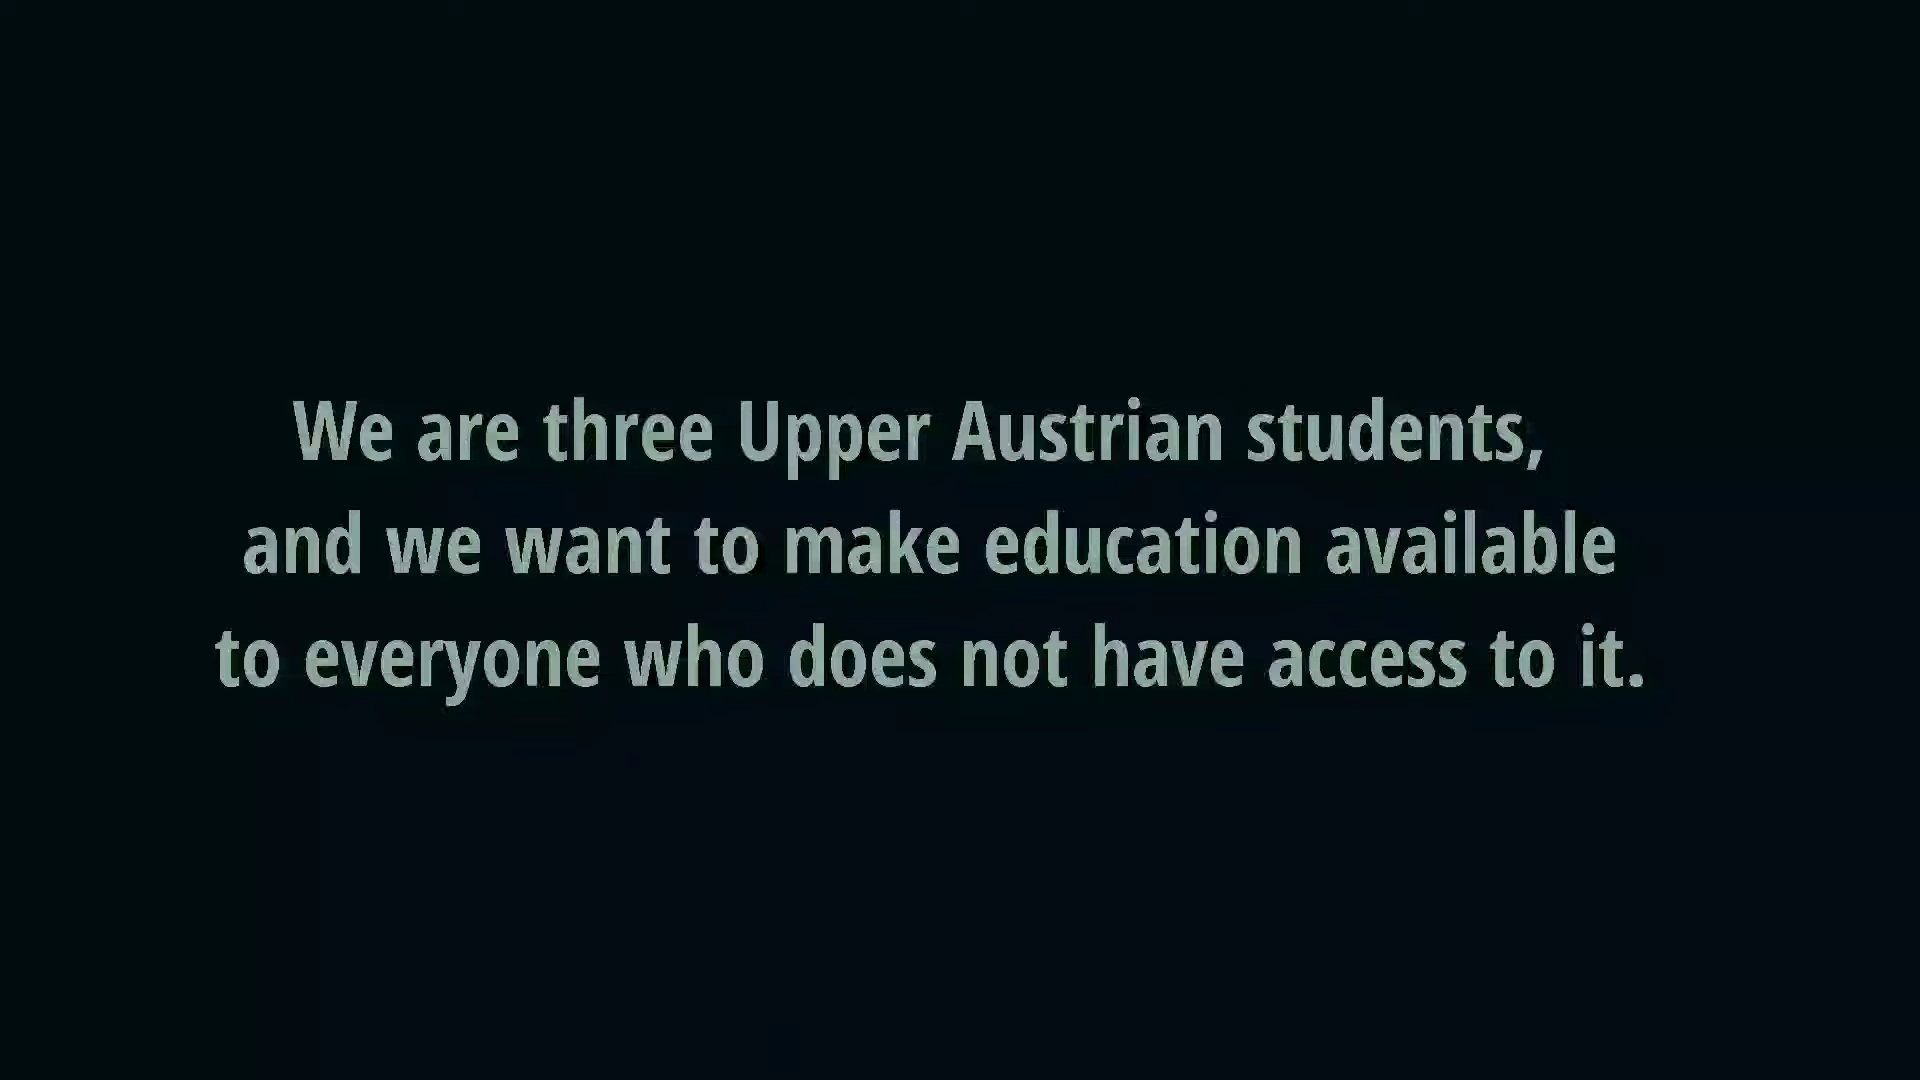 We are three Upper Austrian students,
and we want to make education available
to everyone who does not have access to it.